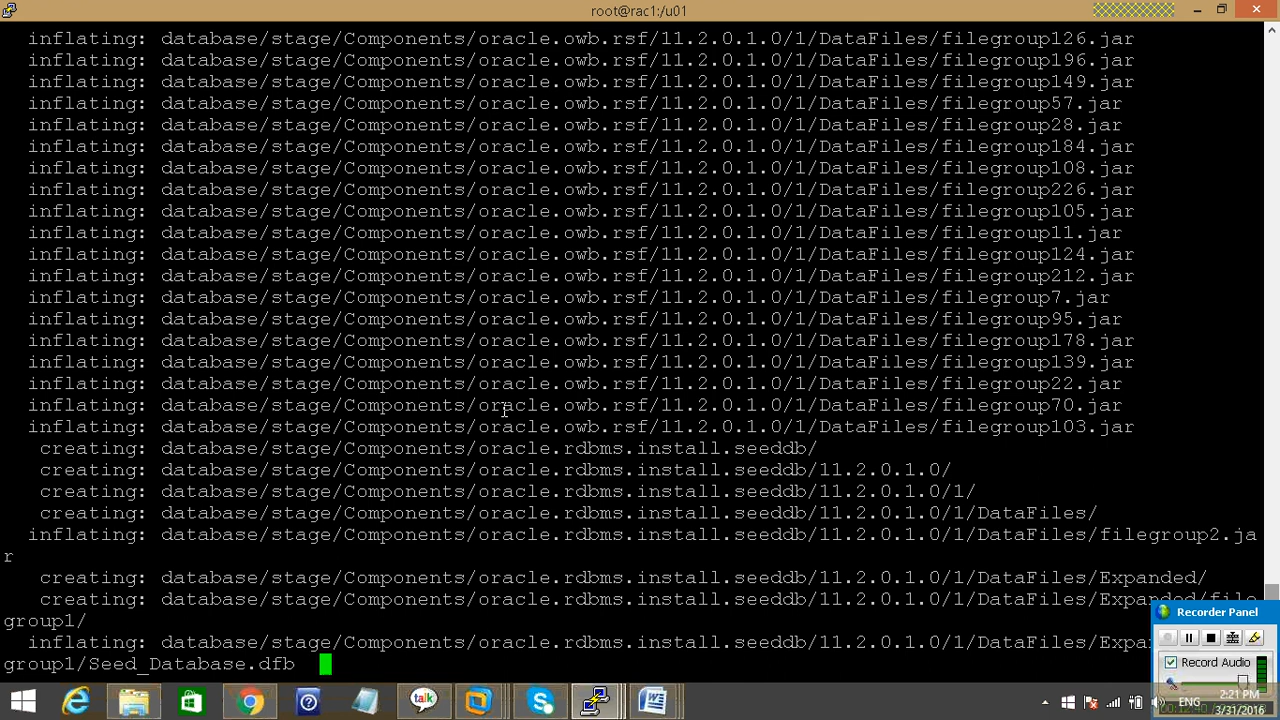 root@rac1:/u01
inflating: database/stage/Components/oracle.owb.rsf/11.2.0.1.0/1/DataFiles/filegroup126.jar
inflating: database/stage/Components/oracle.owb.rsf/11.2.0.1.0/1/DataFiles/filegroup196.jar
inflating: database/stage/Components/oracle.owb.rsf/11.2.0.1.0/1/DataFiles/filegroup149.jar
inflating: database/stage/Components/oracle.owb.rsf/11.2.0.1.0/1/DataFiles/filegroup57.jar
inflating: database/stage/Components/oracle.owb.rsf/11.2.0.1.0/1/DataFiles/filegroup28.jar
inflating: database/stage/Components/oracle.owb.rsf/11.2.0.1.0/1/DataFiles/filegroup184.jar
inflating: database/stage/Components/oracle.owb.rsf/11.2.0.1.0/1/DataFiles/filegroup108.jar
inflating: database/stage/Components/oracle.owb.rsf/11.2.0.1.0/1/DataFiles/filegroup226.jar
inflating: database/stage/Components/oracle.owb.rsf/11.2.0.1.0/1/DataFiles/filegroup105.jar
inflating: database/stage/Components/oracle.owb.rsf/11.2.0.1.0/1/DataFiles/filegroup11.jar
inflating: database/stage/Components/oracle.owb.rsf/11.2.0.1.0/1/DataFiles/filegroup124.jar
inflating: database/stage/Components/oracle.owb.rsf/11.2.0.1.0/1/DataFiles/filegroup212.jar
inflating: database/stage/Components/oracle.owb.rsf/11.2.0.1.0/1/DataFiles/filegroup7.jar
inflating: database/stage/Components/oracle.owb.rsf/11.2.0.1.0/1/DataFiles/filegroup95.jar
inflating: database/stage/Components/oracle.owb.rsf/11.2.0.1.0/1/DataFiles/filegroup178.jar
inflating: database/stage/Components/oracle.owb.rsf/11.2.0.1.0/1/DataFiles/filegroup139.jar
inflating: database/stage/Components/oracle.owb.rsf/11.2.0.1.0/1/DataFiles/filegroup22.jar
inflating: database/stage/Components/oracle.owb.rsf/11.2.0.1.0/1/DataFiles/filegroup70.jar
inflating: database/stage/Components/oracle.owb.rsf/11.2.0.1.0/1/DataFiles/filegroup103.jar
creating: database/stage/Components/oracle.rdbms.install.seeddb/
creating: database/stage/Components/oracle.rdbms.install.seeddb/11.2.0.1.0/
creating: database/stage/Components/oracle.rdbms.install.seeddb/11.2.0.1.0/1/
creating: database/stage/Components/oracle.rdbms.install.seeddb/11.2.0.1.0/1/DataFiles/
inflating: database/stage/Components/oracle.rdbms.install.seeddb/11.2.0.1.0/1/DataFiles/filegroup2.ja
r
creating: database/stage/Components/oracle.rdbms.install.seeddb/11.2.0.1.0/1/DataFiles/Expanded/
creating: database/stage/Components/oracle.rdbms.install.seeddb/11.2.0.1.0/1/DataFiles/Expanded/file
group1/
inflating: database/stage/Components/oracle.rdbms.install.seeddb/11.2.0.1.0/1/DataFiles/Expa
group1/Seed_Database.dfb
Recorder Panel
Record Audio
talk
ENG
2:21 PM
3/31/2016